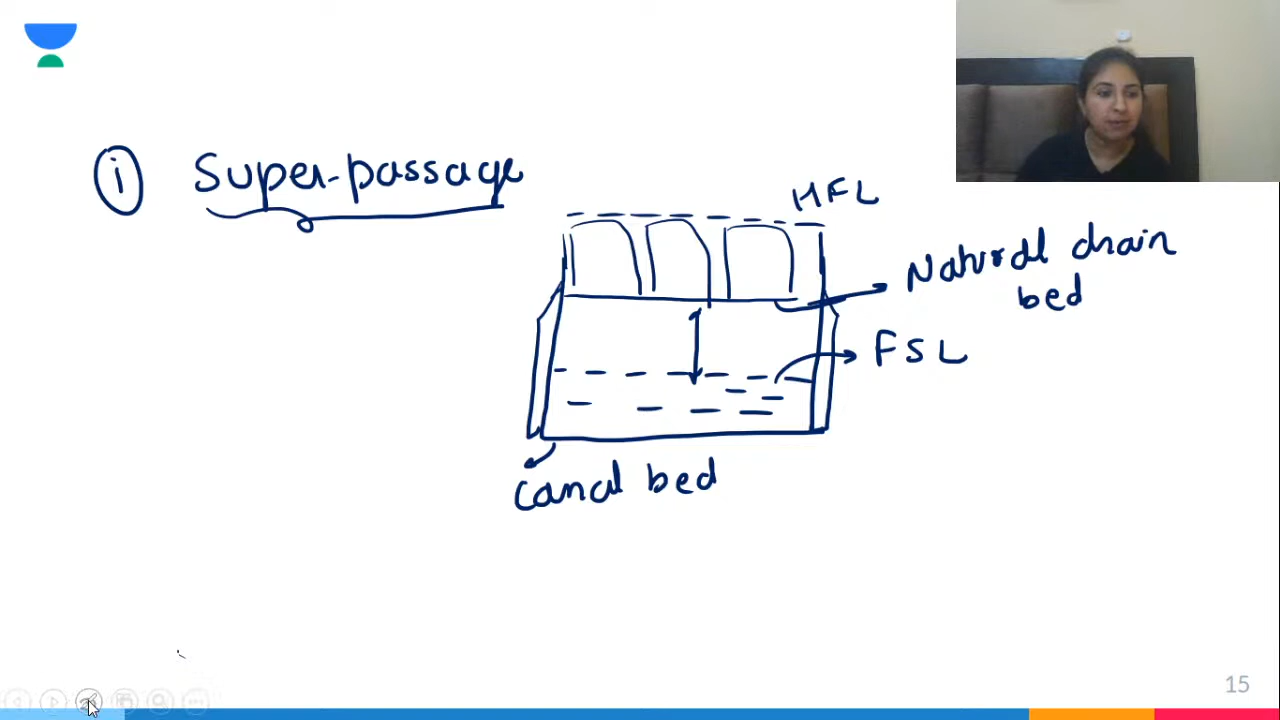 i Super-passage
HFL
Natural drain
bed
FSL
Canal bed
15